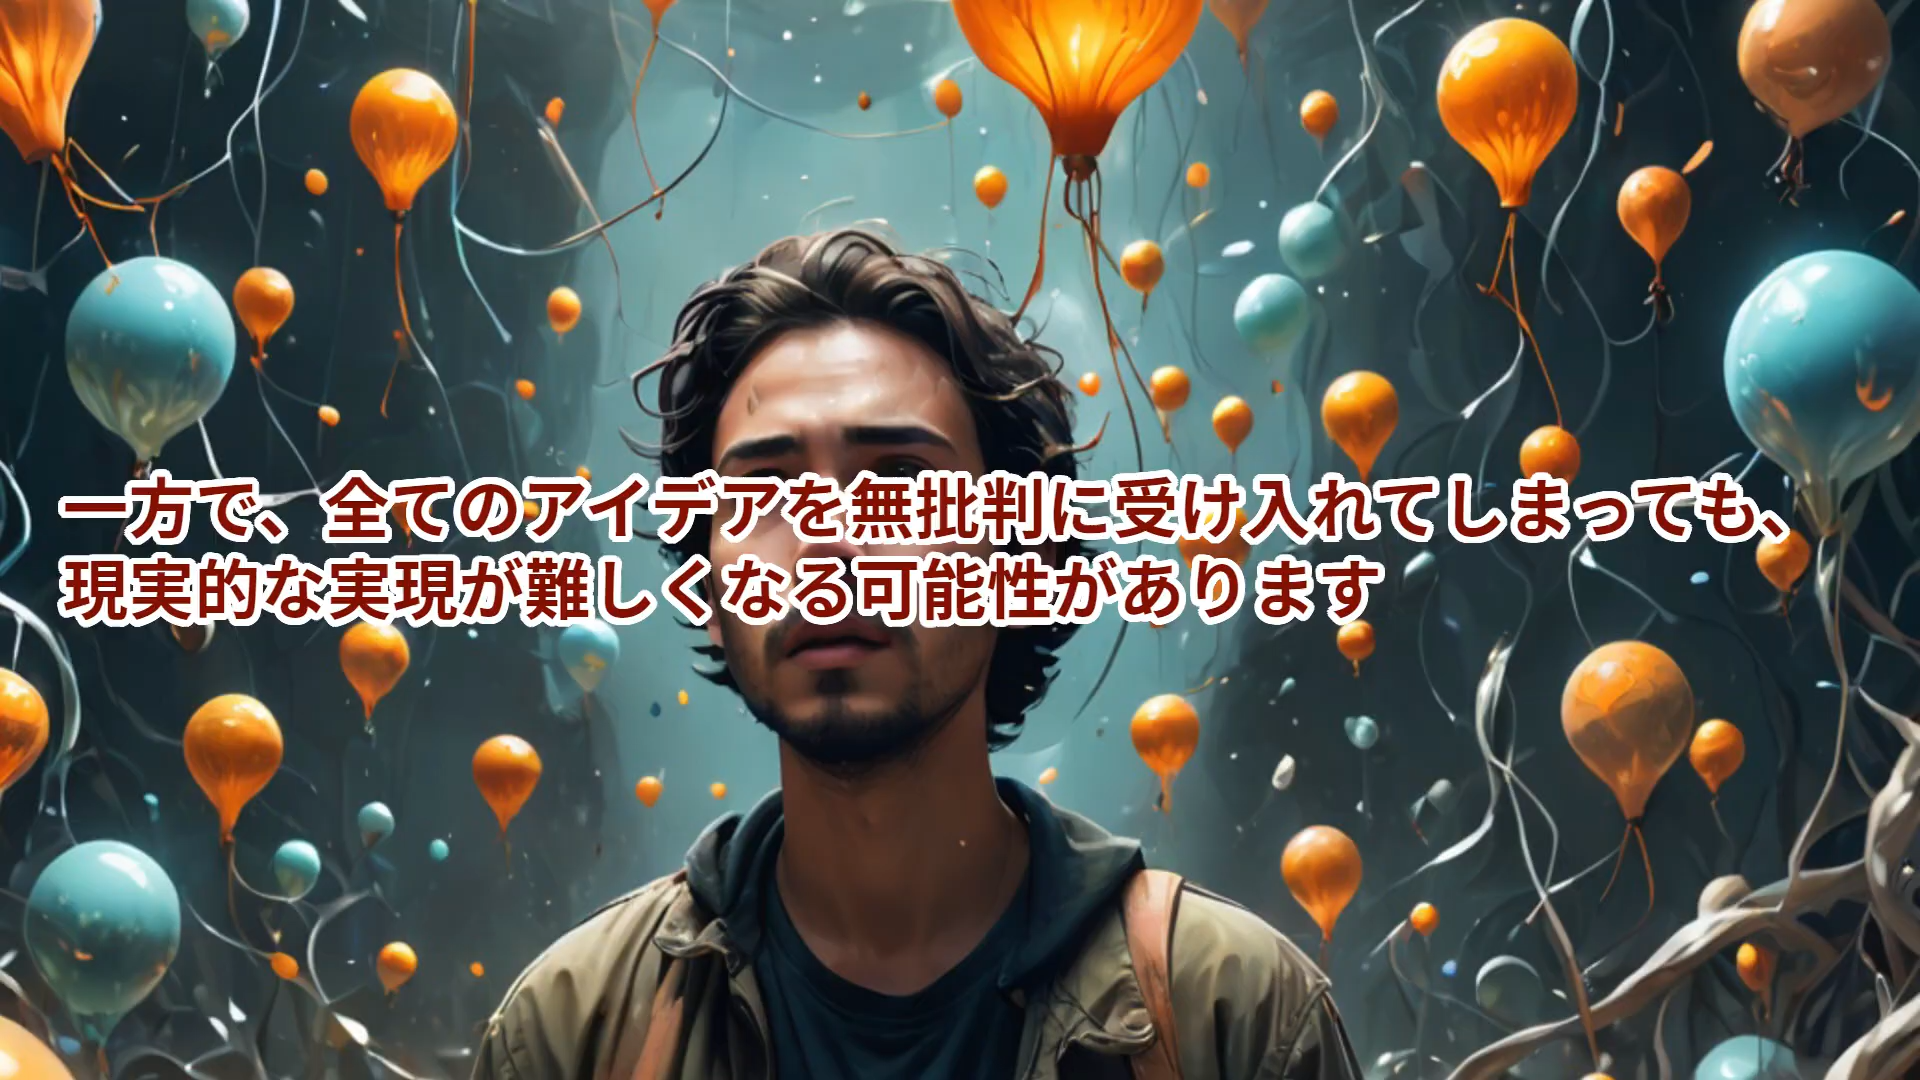 一方で、全てのアイデアを無批判に受け入れてしまっても、
現実的な実現が難しくなる可能性があります